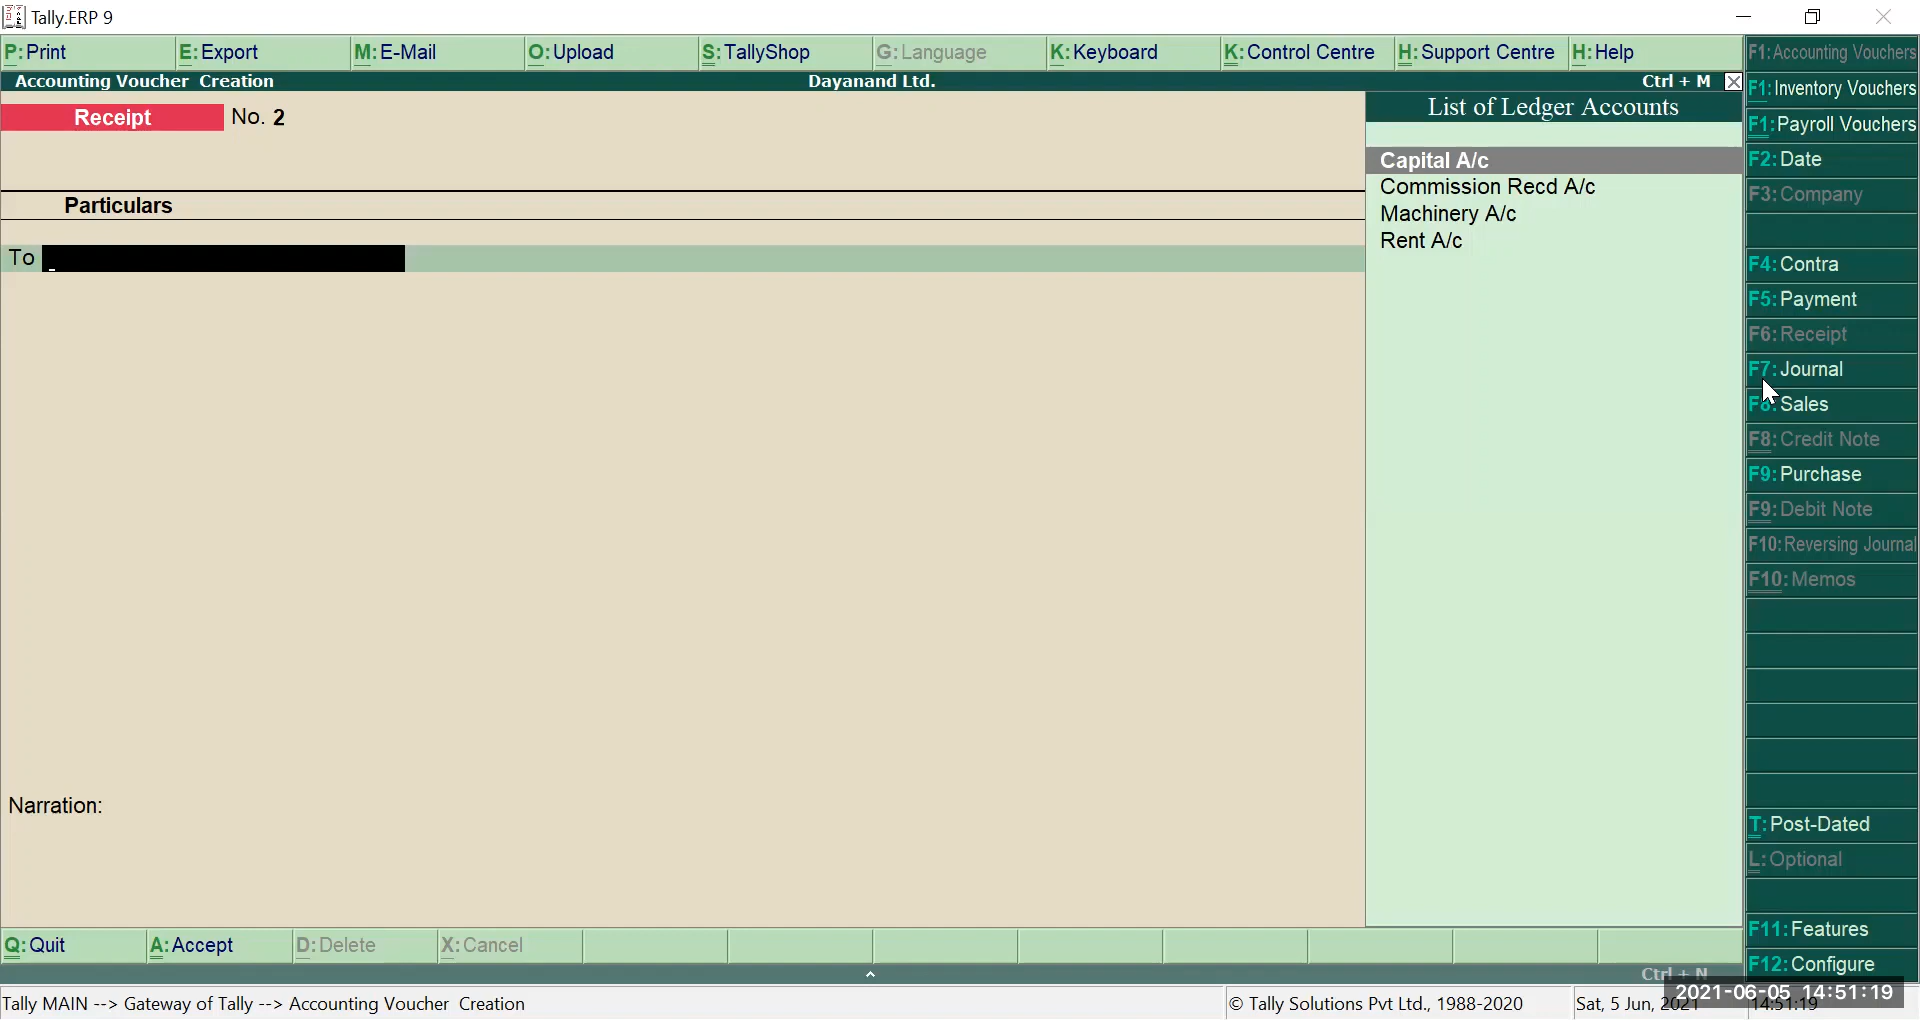 Tally.ERP 9
P: Print E: Export M: E-Mail O: Upload S: TallyShop G: Language K: Keyboard K: Control Centre H: Support Centre H: Help
Accounting Voucher Creation Dayanand Ltd. Ctrl + M
Receipt No. 2
Particulars
To
Narration:
List of Ledger Accounts
Capital A/c
Commission Recd A/c
Machinery A/c
Rent A/c
F1: Accounting Vouchers
F1: Inventory Vouchers
F1: Payroll Vouchers
F2: Date
F3: Company
F4: Contra
F5: Payment
F6: Receipt
F7: Journal
F8: Sales
F8: Credit Note
F9: Purchase
F9: Debit Note
F10: Reversing Journal
F10: Memos
T: Post-Dated
L: Optional
F11: Features
F12: Configure
Q: Quit A: Accept D: Delete X: Cancel
Ctrl + N
Tally MAIN --> Gateway of Tally --> Accounting Voucher Creation © Tally Solutions Pvt Ltd., 1988-2020 Sat, 5 Jun, 2021 14:51:19
2021-06-05 14:51:19